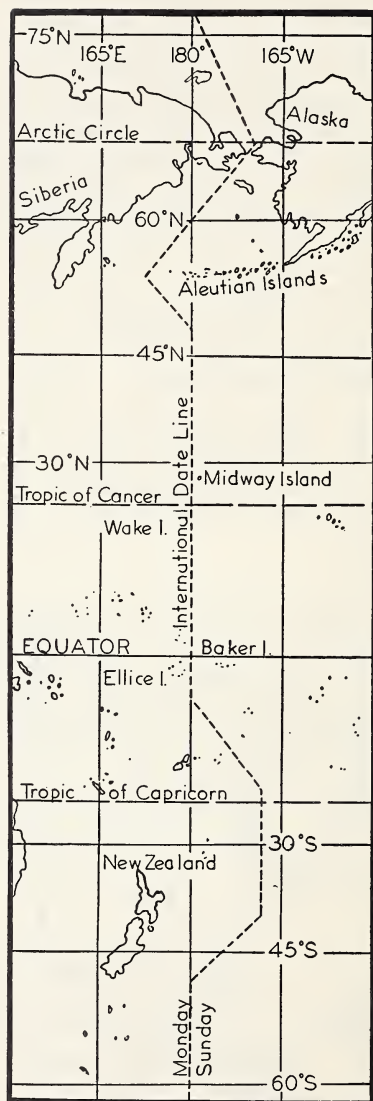 75°N
165°E 180° 165°W
Alaska
Arctic Circle
Siberia
60°N
Aleutian Islands
45°N
International Date Line
30°N
Midway Island
Tropic of Cancer
Wake I.
EQUATOR
Baker I.
Ellice I.
Tropic of Capricorn
30°S
New Zealand
45°S
Monday
Sunday
60°S